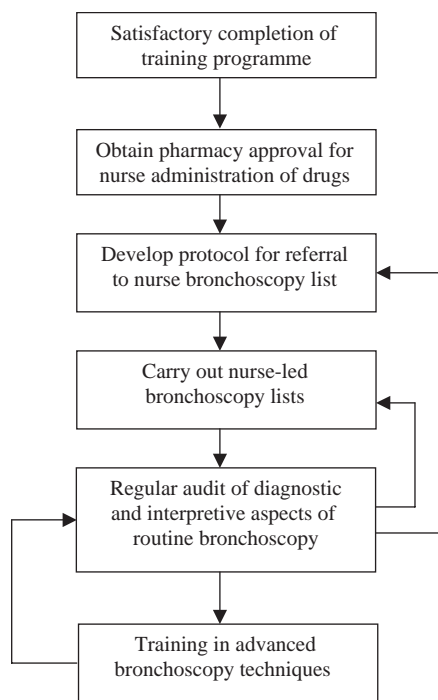 Satisfactory completion of
training programme
Obtain pharmacy approval for
nurse administration of drugs
Develop protocol for referral
to nurse bronchoscopy list
Carry out nurse-led
bronchoscopy lists
Regular audit of diagnostic
and interpretive aspects of
routine bronchoscopy
Training in advanced
bronchoscopy techniques